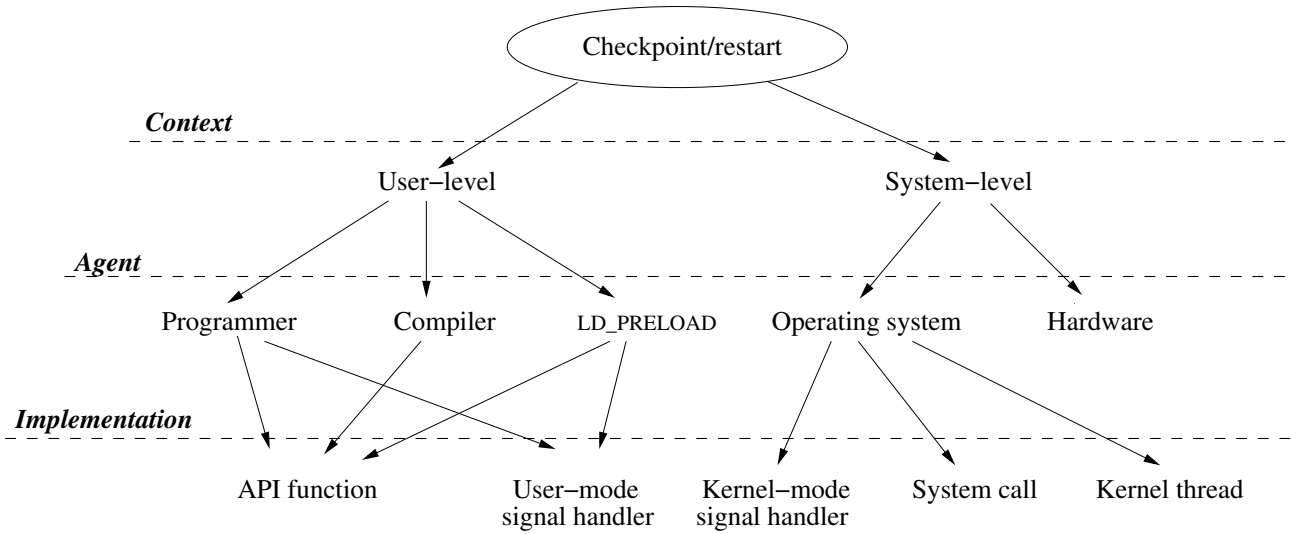 Checkpoint/restart
Context
User−level
System−level
Agent
Programmer
Compiler
LD_PRELOAD
Operating system
Hardware
Implementation
API function
User−mode
signal handler
Kernel−mode
signal handler
System call
Kernel thread